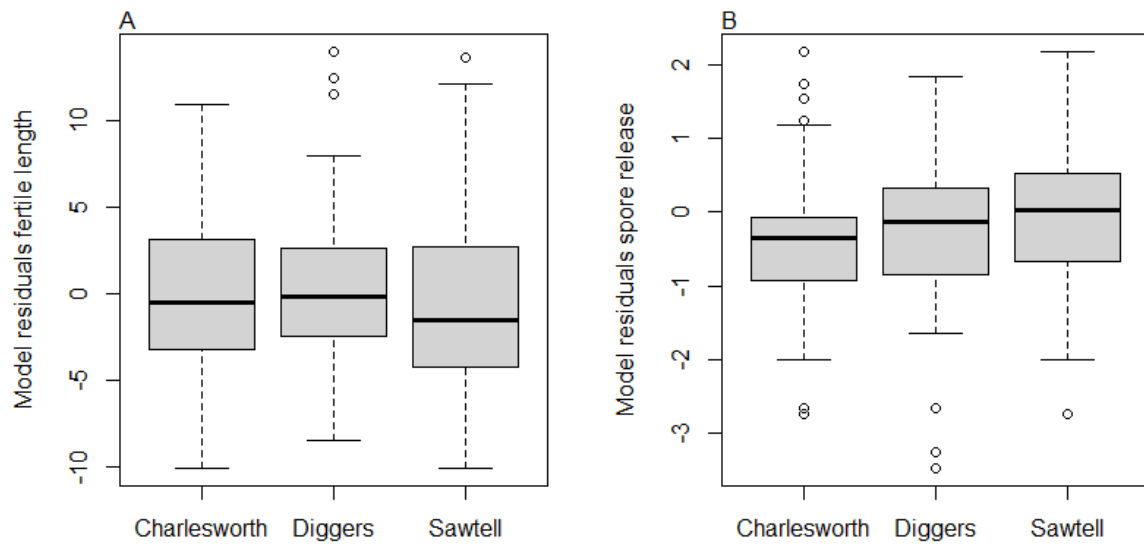 A
Model residuals fertile length
10
5
0
-5
-10
Charlesworth Diggers Sawtell
B
Model residuals spore release
2
1
0
-1
-2
-3
Charlesworth Diggers Sawtell